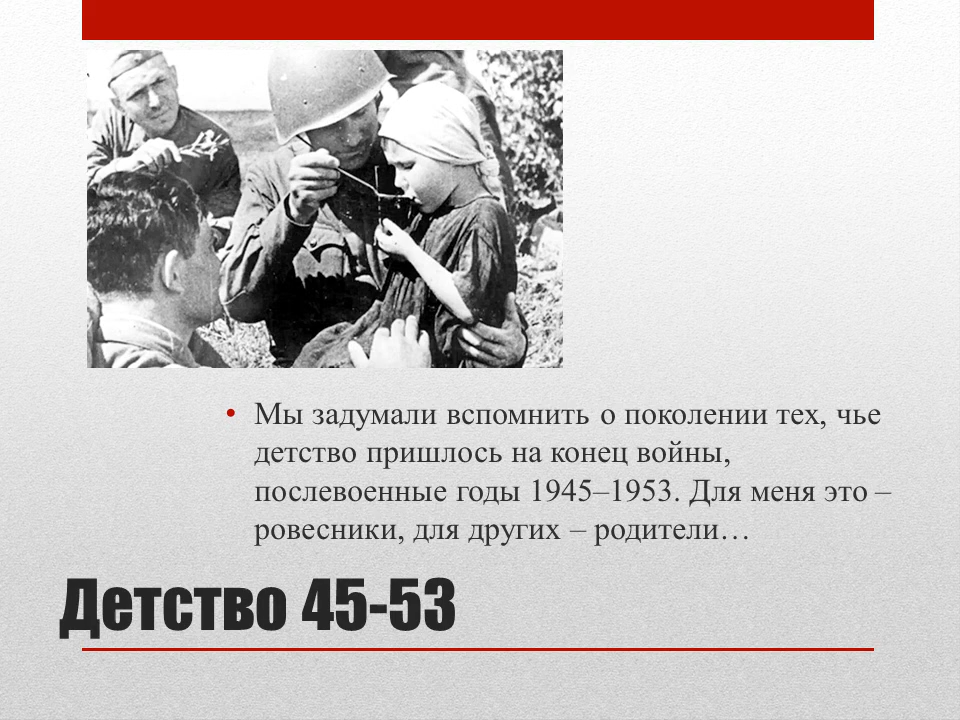 Мы задумали вспомнить о поколении тех, чье
детство пришлось на конец войны,
послевоенные годы 1945–1953. Для меня это –
ровесники, для других – родители…
Детство 45-53